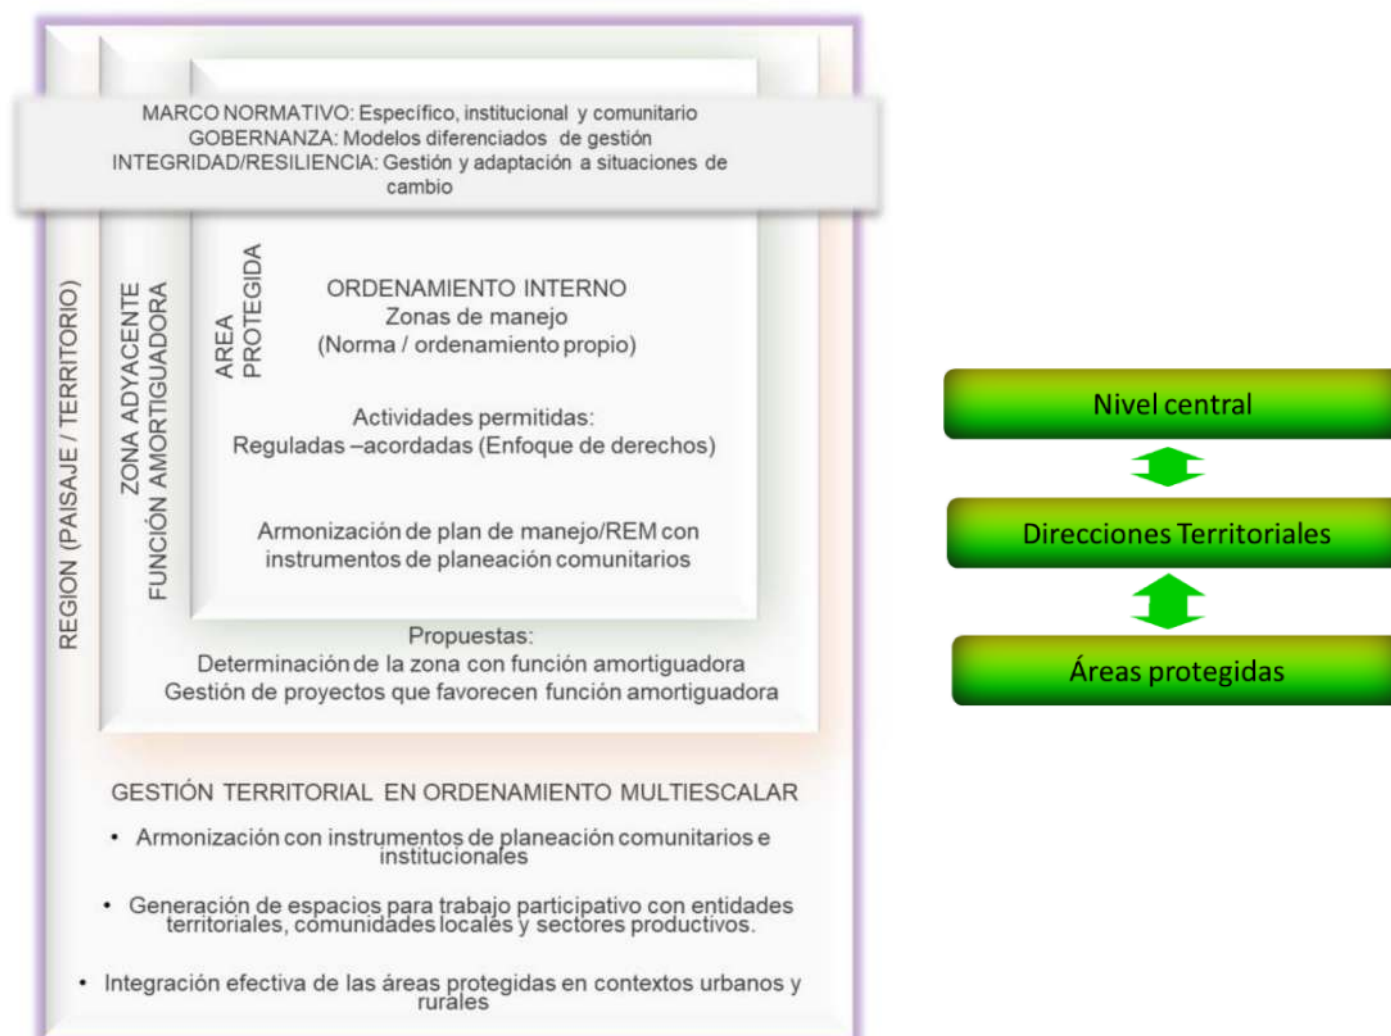 MARCO NORMATIVO: Específico, institucional y comunitario
GOBERNANZA: Modelos diferenciados de gestión
INTEGRIDAD/RESILIENCIA: Gestión y adaptación a situaciones de
cambio
REGION (PAISAJE / TERRITORIO)
ZONA ADYACENTE
FUNCIÓN AMORTIGUADORA
AREA
PROTEGIDA
ORDENAMIENTO INTERNO
Zonas de manejo
(Norma / ordenamiento propio)
Actividades permitidas:
Reguladas –acordadas (Enfoque de derechos)
Armonización de plan de manejo/REM con
instrumentos de planeación comunitarios
Propuestas:
Determinación de la zona con función amortiguadora
Gestión de proyectos que favorecen función amortiguadora
GESTIÓN TERRITORIAL EN ORDENAMIENTO MULTIESCALAR
• Armonización con instrumentos de planeación comunitarios e
institucionales
• Generación de espacios para trabajo participativo con entidades
territoriales, comunidades locales y sectores productivos.
• Integración efectiva de las áreas protegidas en contextos urbanos y
rurales
Nivel central
Direcciones Territoriales
Áreas protegidas